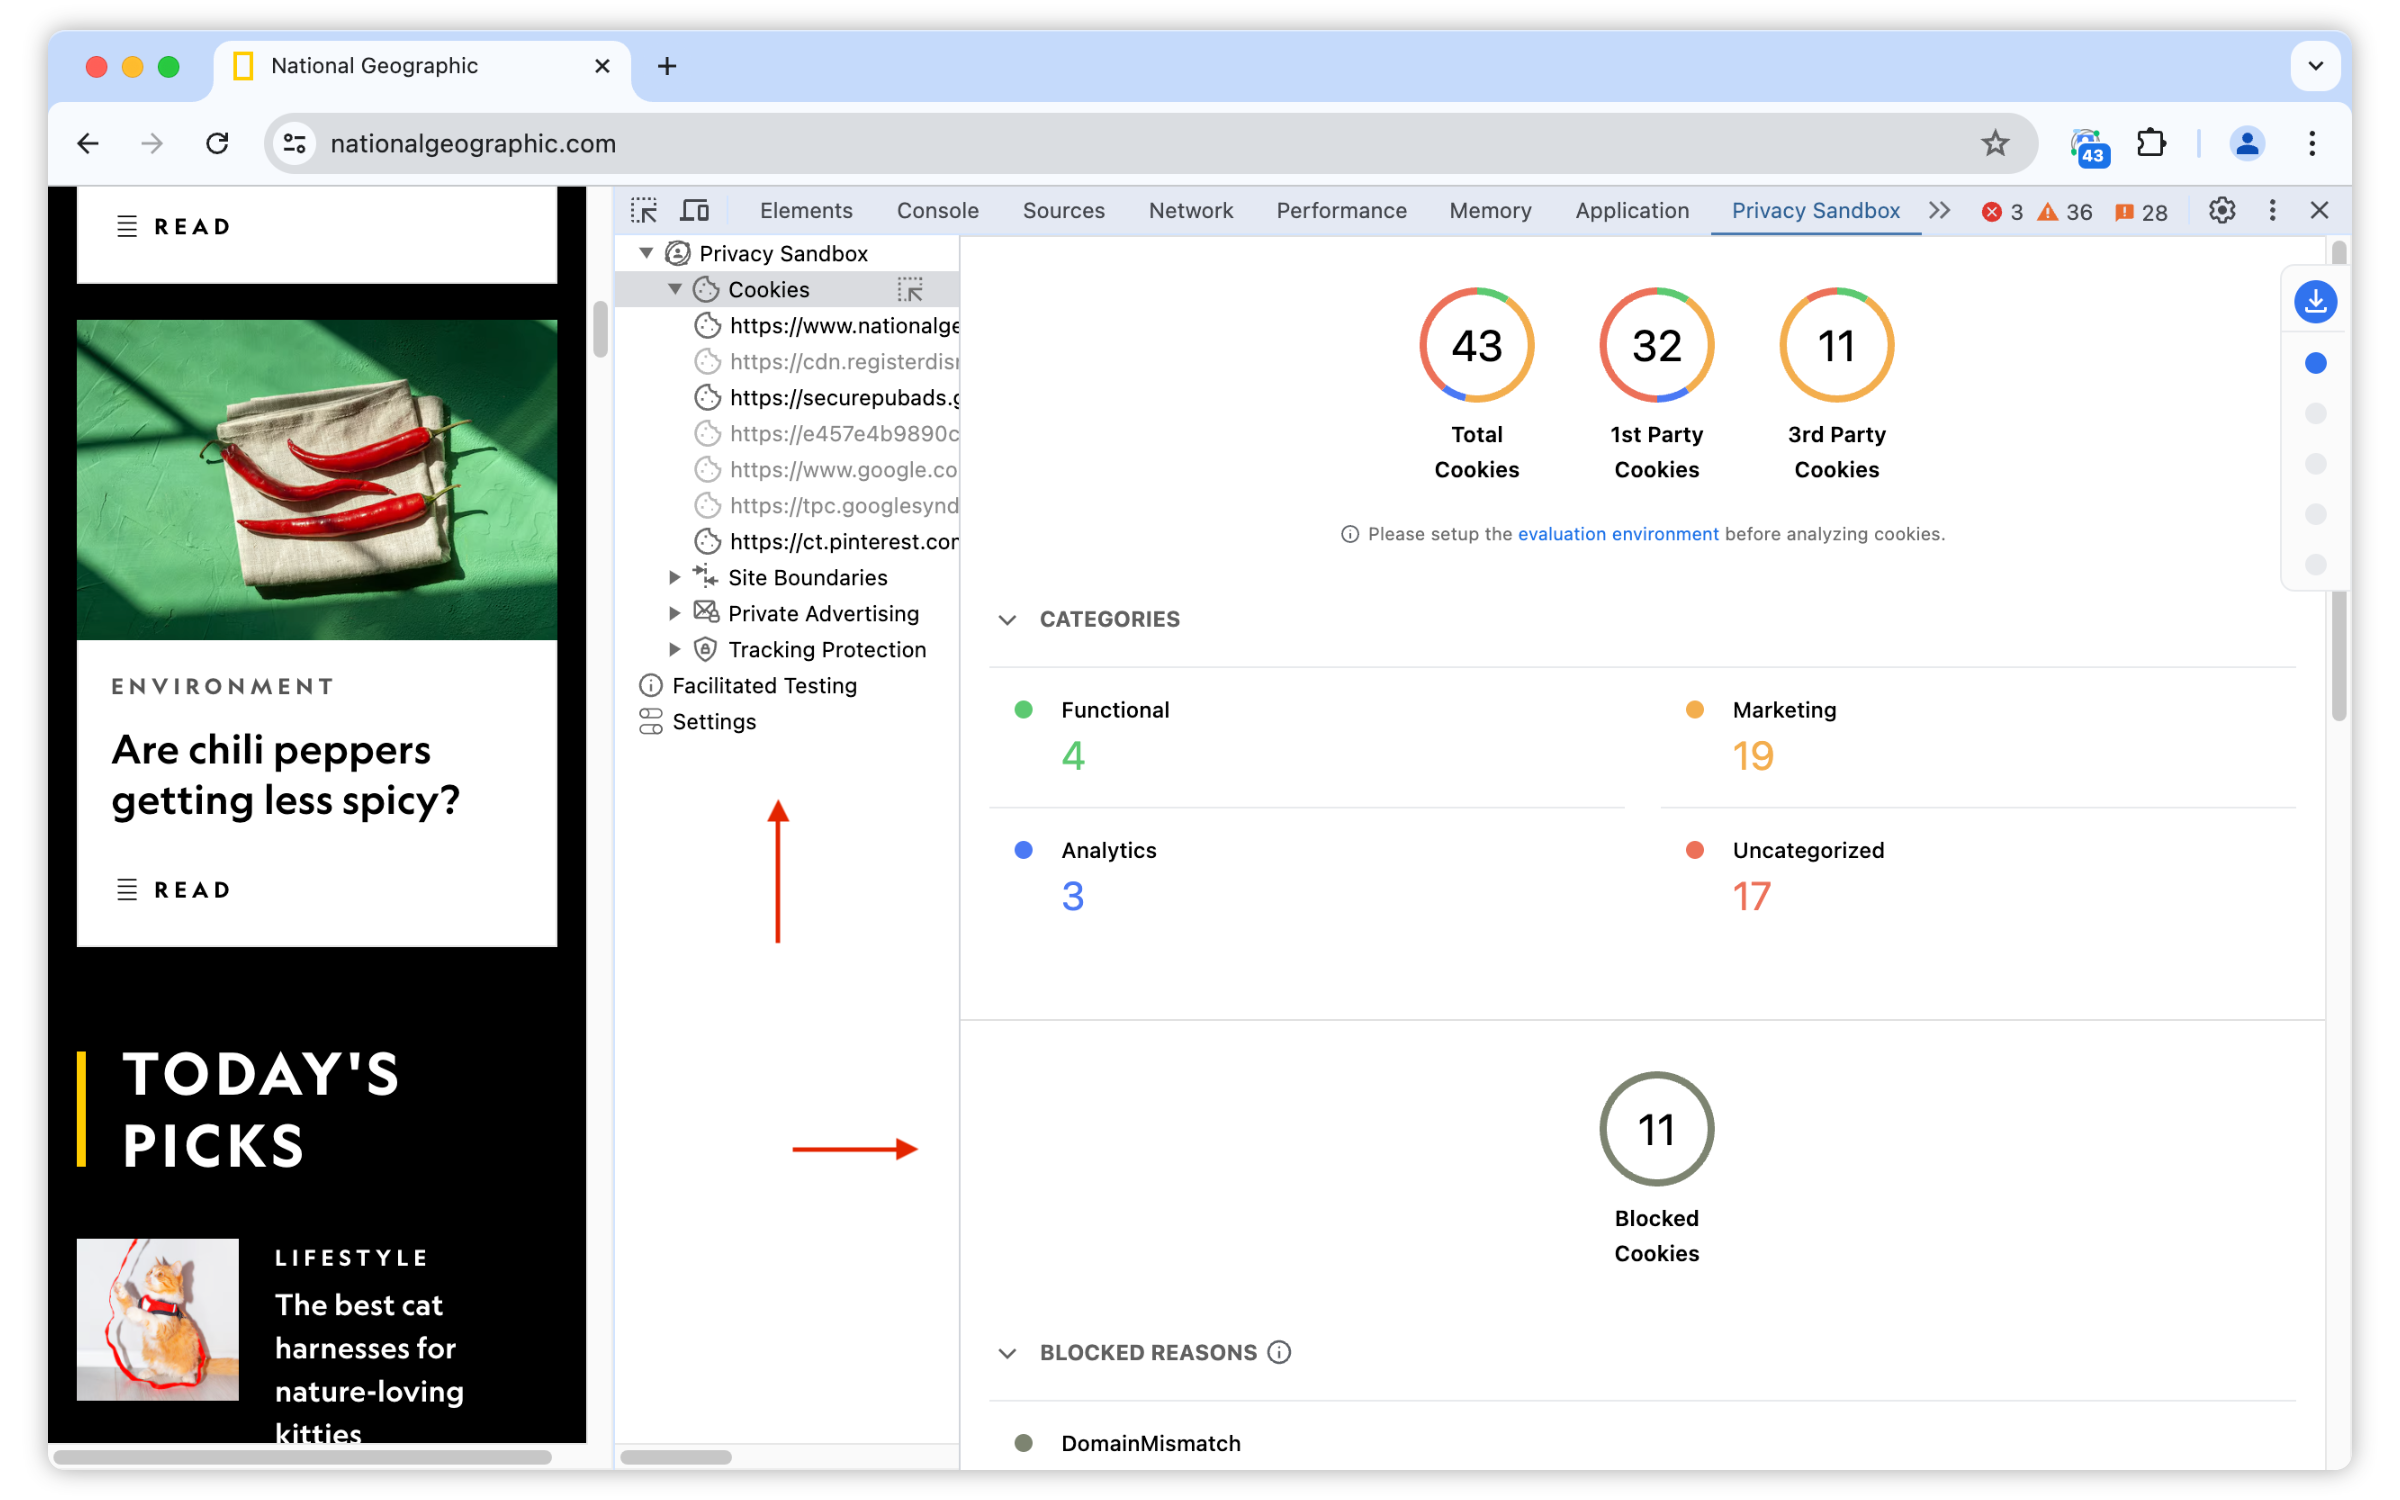 National Geographic
nationalgeographic.com
43
READ
ENVIRONMENT
Are chili peppers
getting less spicy?
READ
TODAY'S
PICKS
LIFESTYLE
The best cat
harnesses for
nature-loving
kitties
Elements Console Sources Network Performance Memory Application Privacy Sandbox 3 36 28
Privacy Sandbox
Cookies
https://www.nationalge
https://cdn.registerdisn
https://securepubads.g
https://e457e4b9890c
https://www.google.co
https://tpc.googlesynd
https://ct.pinterest.com
Site Boundaries
Private Advertising
Tracking Protection
Facilitated Testing
Settings
43 32 11
Total 1st Party 3rd Party
Cookies Cookies Cookies
Please setup the evaluation environment before analyzing cookies.
CATEGORIES
Functional
4
Marketing
19
Analytics
3
Uncategorized
17
11
Blocked
Cookies
BLOCKED REASONS
DomainMismatch